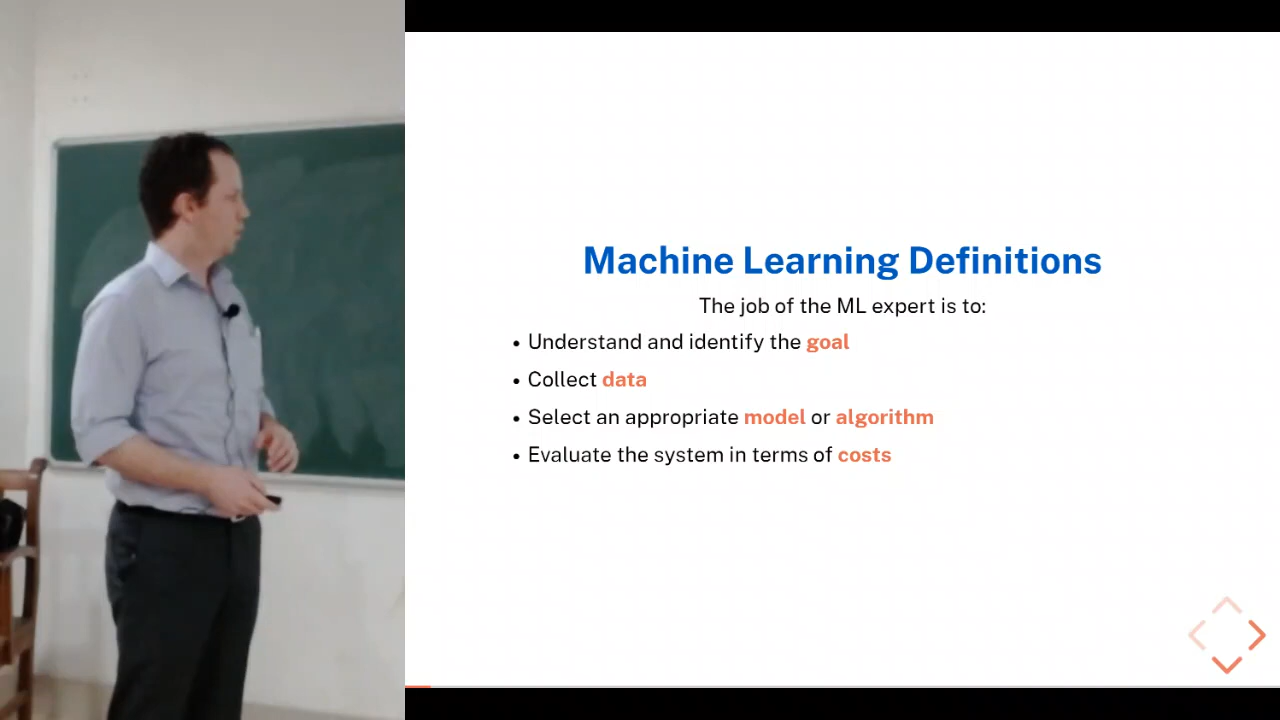 Machine Learning Definitions
The job of the ML expert is to:
• Understand and identify the goal
• Collect data
• Select an appropriate model or algorithm
• Evaluate the system in terms of costs